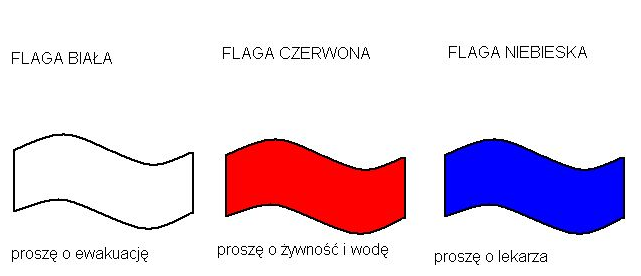 FLAGA BIAŁA
FLAGA CZERWONA
FLAGA NIEBIESKA
proszę o ewakuację
proszę o żywność i wodę
proszę o lekarza